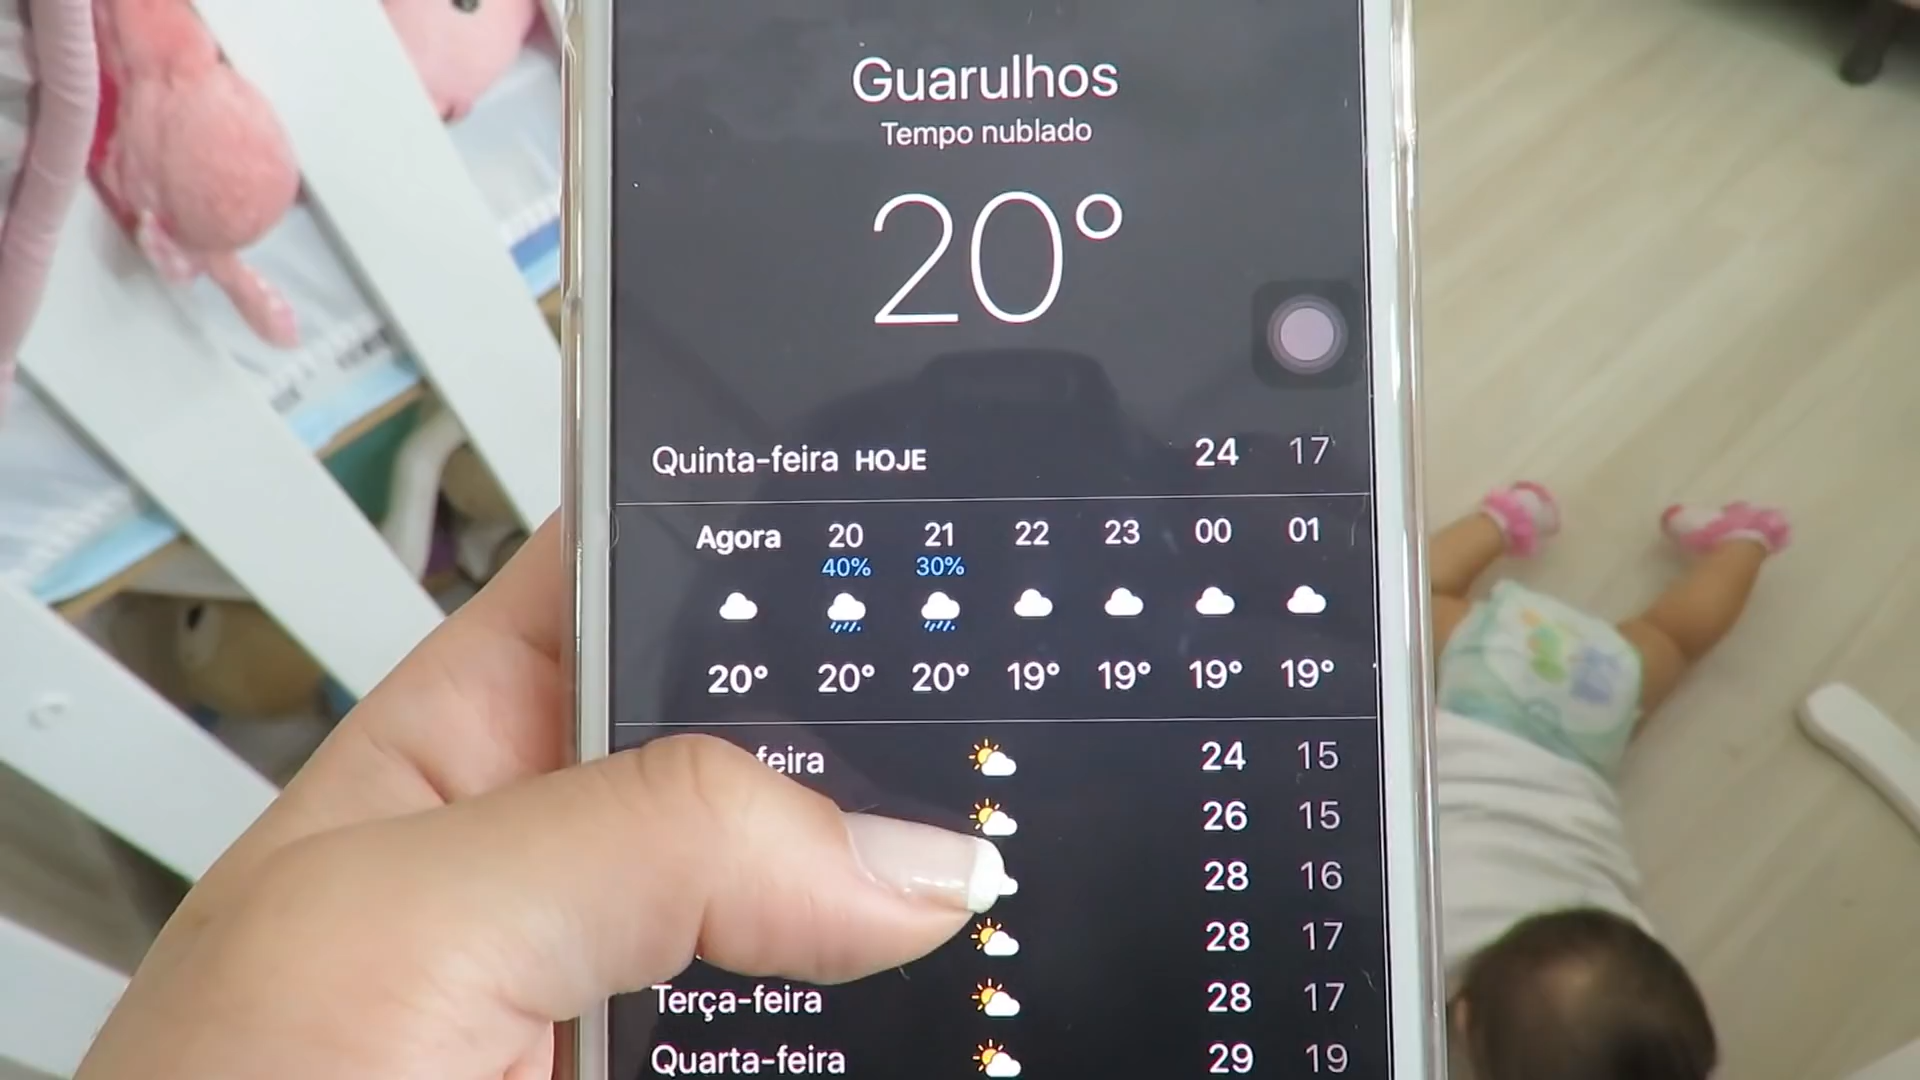 Guarulhos
Tempo nublado
20°
Quinta-feira HOJE 24 17
Agora 20 21 22 23 00 01
40% 30%
20° 20° 20° 19° 19° 19° 19°
feira 24 15
26 15
28 16
28 17
Terça-feira 28 17
Quarta-feira 29 19